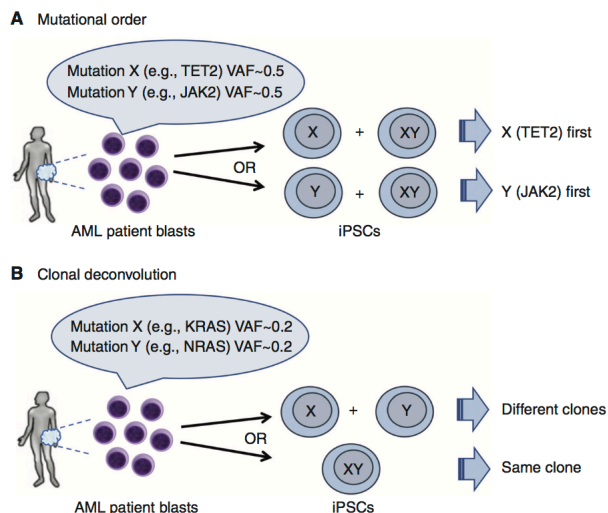 A Mutational order
Mutation X (e.g., TET2) VAF~0.5
Mutation Y (e.g., JAK2) VAF~0.5
X + XY X (TET2) first
OR
Y + XY Y (JAK2) first
AML patient blasts iPSCs
B Clonal deconvolution
Mutation X (e.g., KRAS) VAF~0.2
Mutation Y (e.g., NRAS) VAF~0.2
X + Y Different clones
OR
XY Same clone
AML patient blasts iPSCs